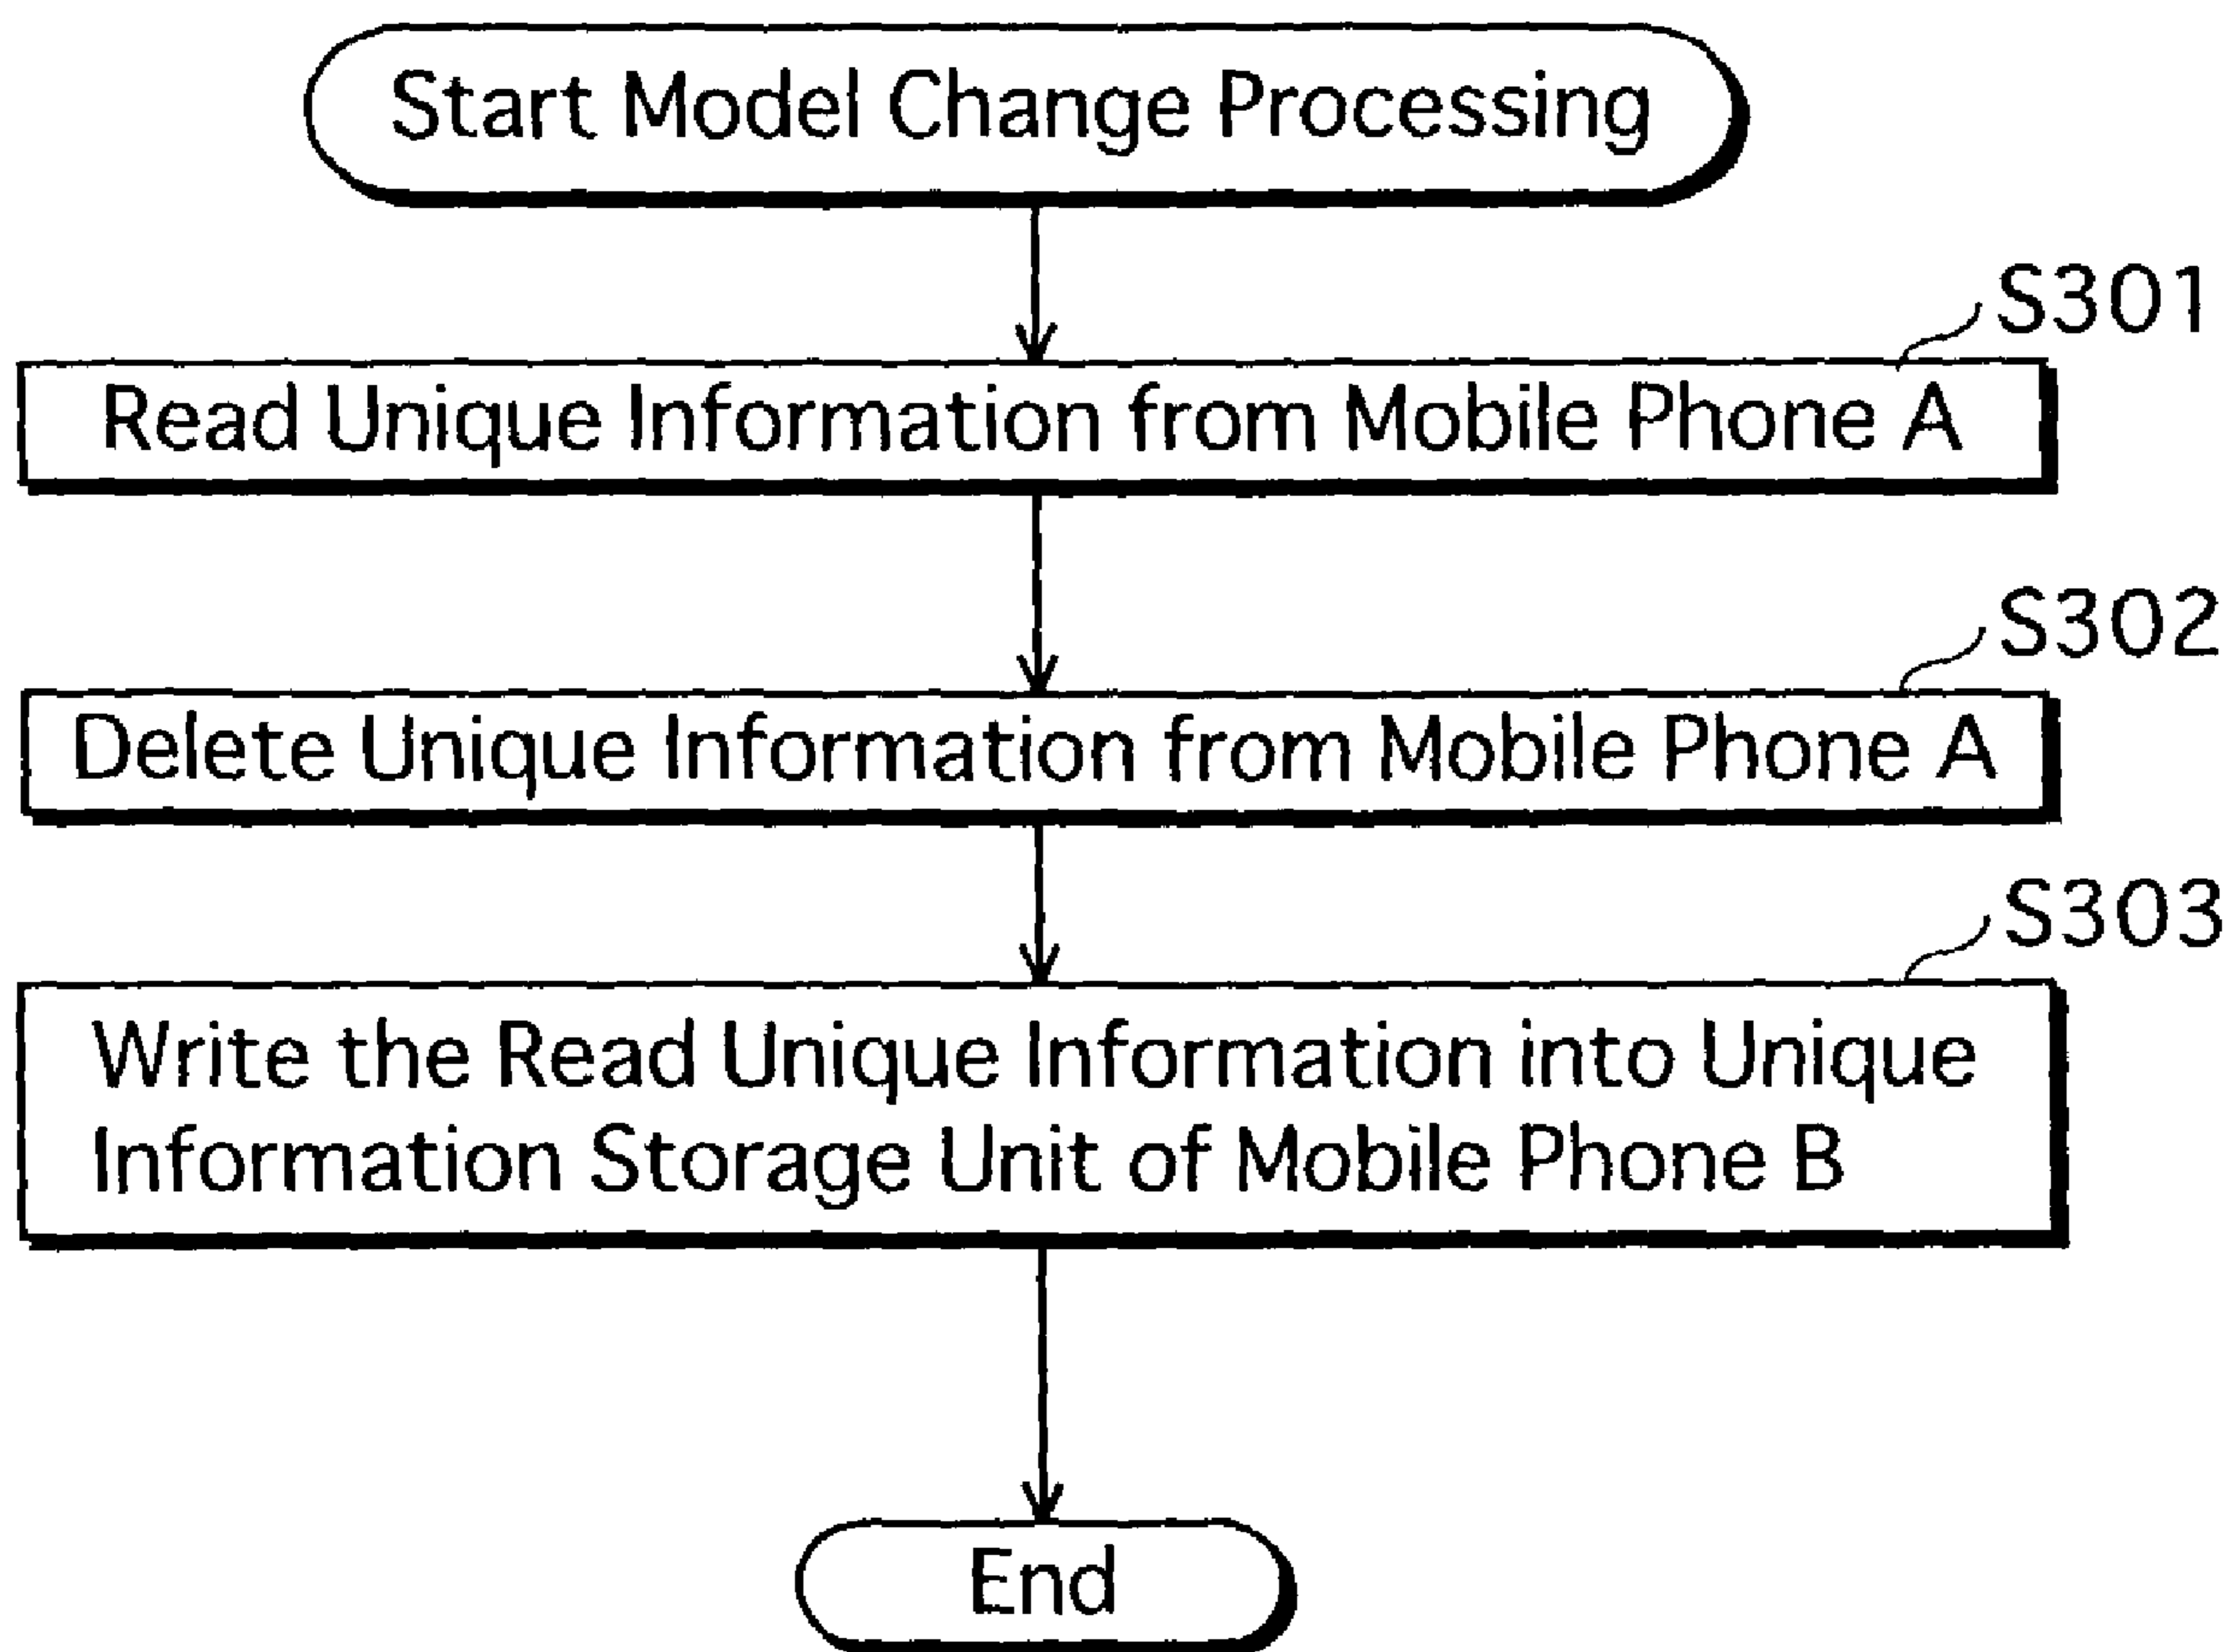 Start Model Change Processing
S301
Read Unique Information from Mobile Phone A
S302
Delete Unique Information from Mobile Phone A
S303
Write the Read Unique Information into Unique
Information Storage Unit of Mobile Phone B
End